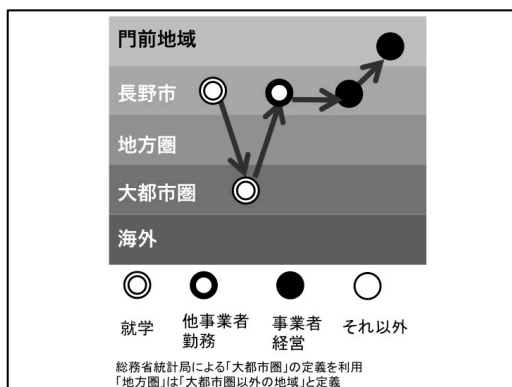 門前地域
長野市
地方圏
大都市圏
海外
就学
他事業者
勤務
事業者
経営
それ以外
総務省統計局による「大都市圏」の定義を利用
「地方圏」は「大都市圏以外の地域」と定義